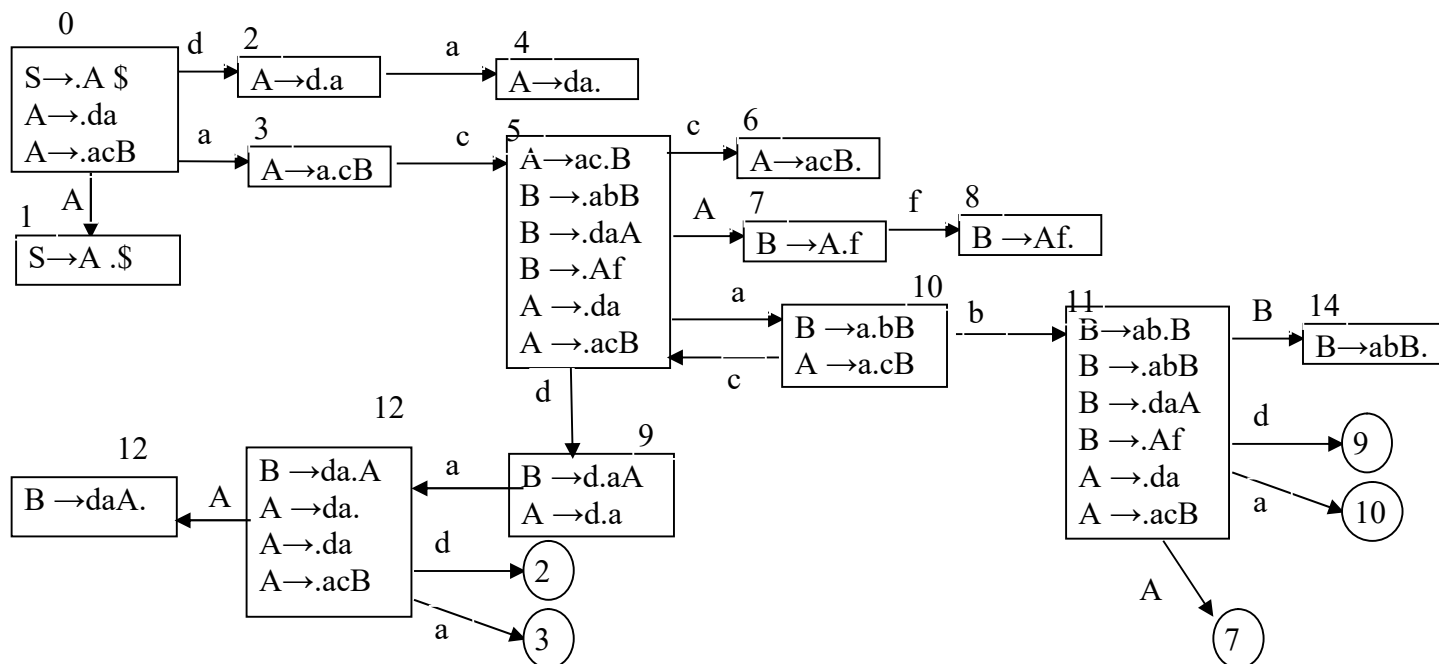 0
S→.A $
A→.da
A→.acB
d
2
A→d.a
a
4
A→da.
a
3
A→a.cB
c
5
A→ac.B
B →.abB
B →.daA
B →.Af
A →.da
A →.acB
c
6
A→acB.
A
1
S→A .$
A
7
B →A.f
f
8
B →Af.
a
c
10
B →a.bB
A →a.cB
b
11
B→ab.B
B →.abB
B →.daA
B →.Af
A →.da
A →.acB
B
14
B→abB.
d
9
a
10
A
7
d
9
B →d.aA
A →d.a
a
12
B →da.A
A →da.
A→.da
A→.acB
A
12
B →daA.
d
2
a
3